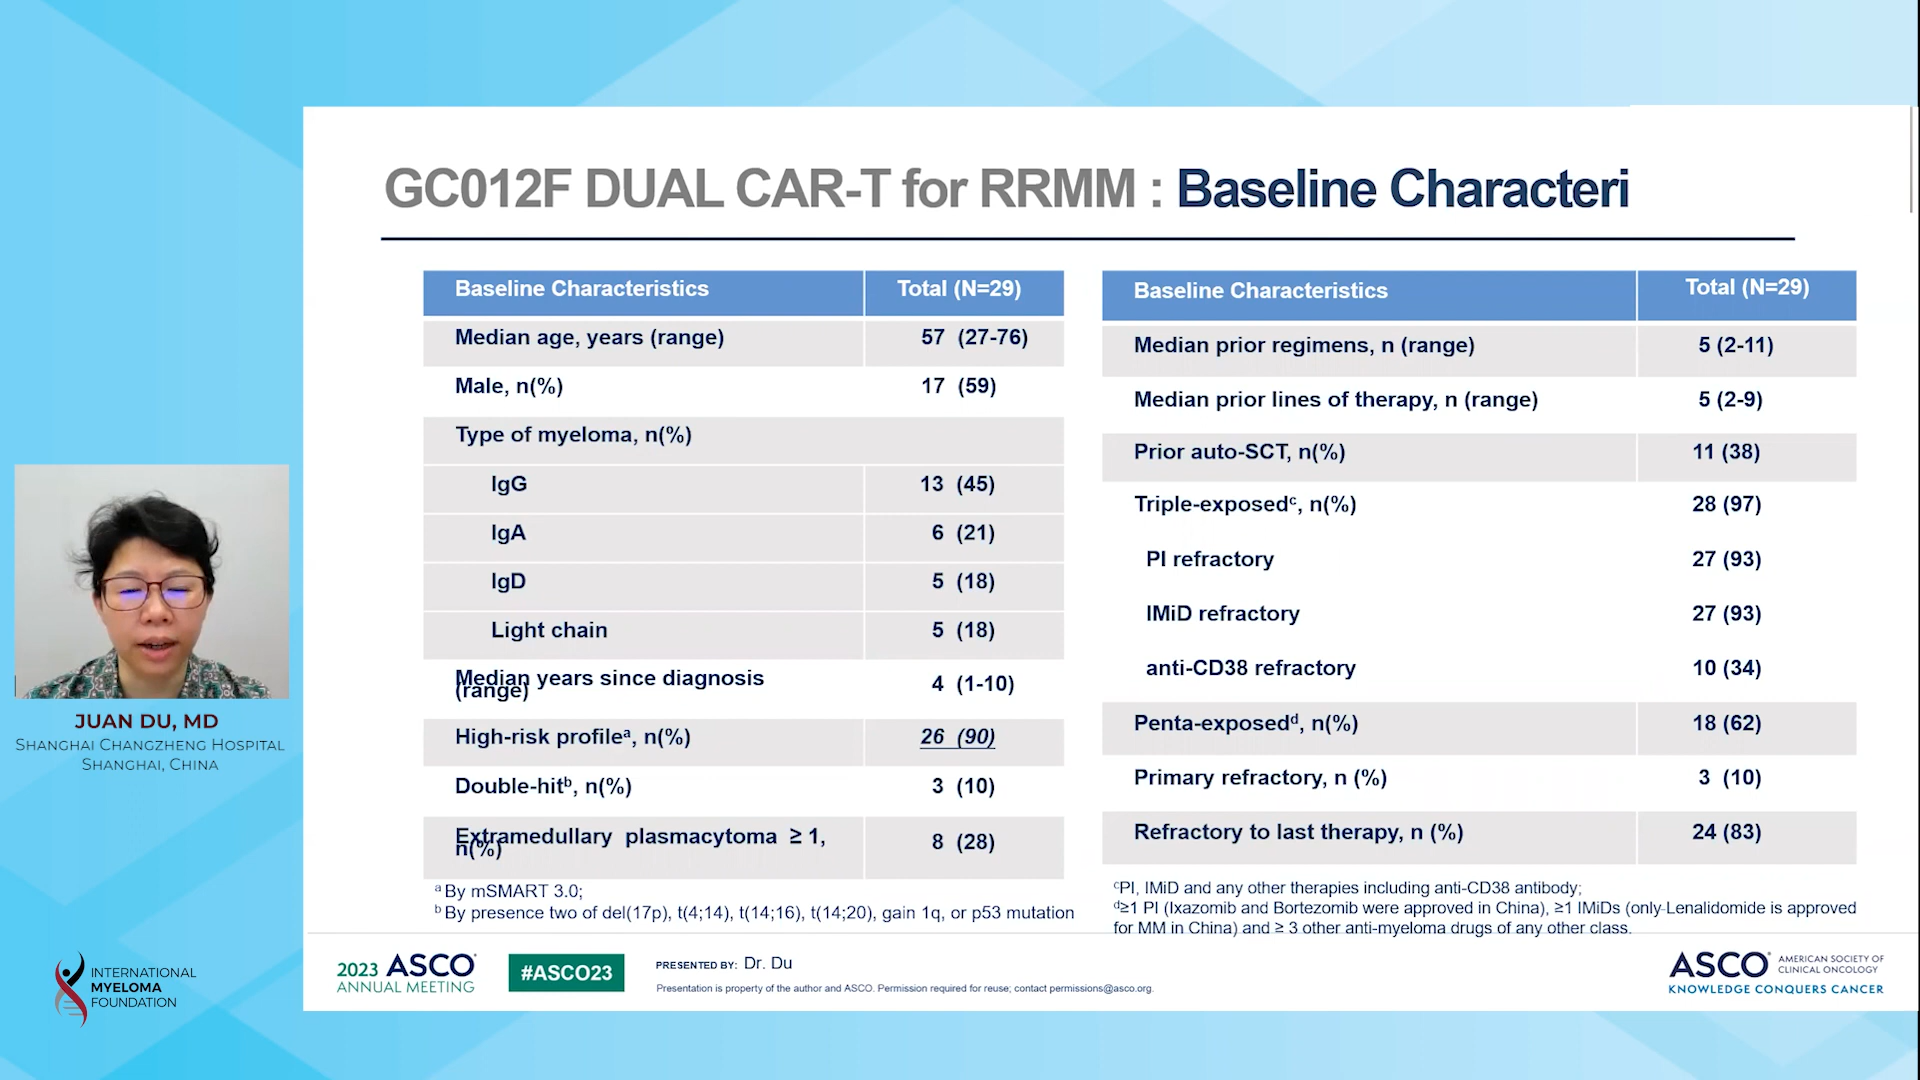 GC012F DUAL CAR-T for RRMM : Baseline Characteri
Baseline Characteristics Total (N=29)
Median age, years (range) 57 (27-76)
Male, n(%) 17 (59)
Type of myeloma, n(%)
IgG 13 (45)
IgA 6 (21)
IgD 5 (18)
Light chain 5 (18)
Median years since diagnosis
(range) 4 (1-10)
High-risk profileᵃ, n(%) 26 (90)
Double-hitᵇ, n(%) 3 (10)
Extramedullary plasmacytoma ≥ 1,
n(%) 8 (28)
ᵃ By mSMART 3.0;
ᵇ By presence two of del(17p), t(4;14), t(14;16), t(14;20), gain 1q, or p53 mutation
Baseline Characteristics Total (N=29)
Median prior regimens, n (range) 5 (2-11)
Median prior lines of therapy, n (range) 5 (2-9)
Prior auto-SCT, n(%) 11 (38)
Triple-exposedᶜ, n(%) 28 (97)
PI refractory 27 (93)
IMiD refractory 27 (93)
anti-CD38 refractory 10 (34)
Penta-exposedᵈ, n(%) 18 (62)
Primary refractory, n (%) 3 (10)
Refractory to last therapy, n (%) 24 (83)
ᶜPI, IMiD and any other therapies including anti-CD38 antibody;
ᵈ≥1 PI (Ixazomib and Bortezomib were approved in China), ≥1 IMiDs (only Lenalidomide is approved
for MM in China) and ≥ 3 other anti-myeloma drugs of any other class.
JUAN DU, MD
SHANGHAI CHANGZHENG HOSPITAL
SHANGHAI, CHINA
INTERNATIONAL
MYELOMA
FOUNDATION
2023 ASCO
ANNUAL MEETING
#ASCO23
PRESENTED BY: Dr. Du
Presentation is property of the author and ASCO. Permission required for reuse; contact permissions@asco.org.
ASCO AMERICAN SOCIETY OF
CLINICAL ONCOLOGY
KNOWLEDGE CONQUERS CANCER